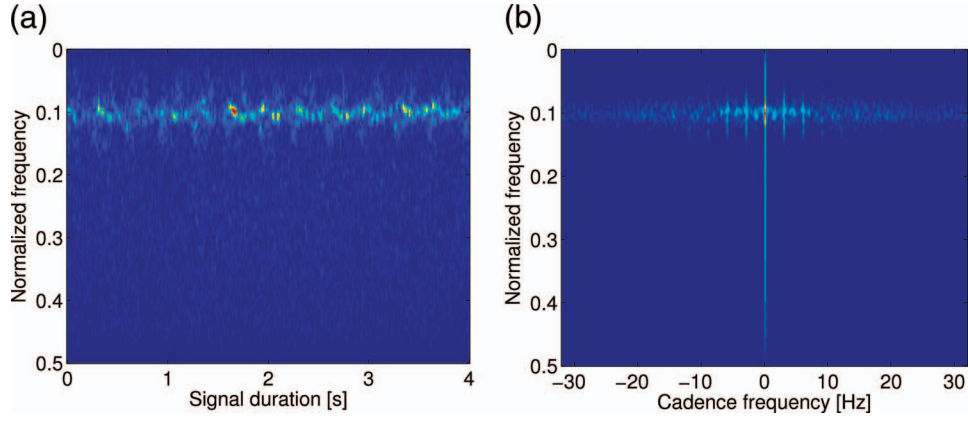 (a)
(b)
0
0.1
0.2
0.3
0.4
0.5
Normalized frequency
0 1 2 3 4
Signal duration [s]
0
0.1
0.2
0.3
0.4
0.5
Normalized frequency
−30 −20 −10 0 10 20 30
Cadence frequency [Hz]